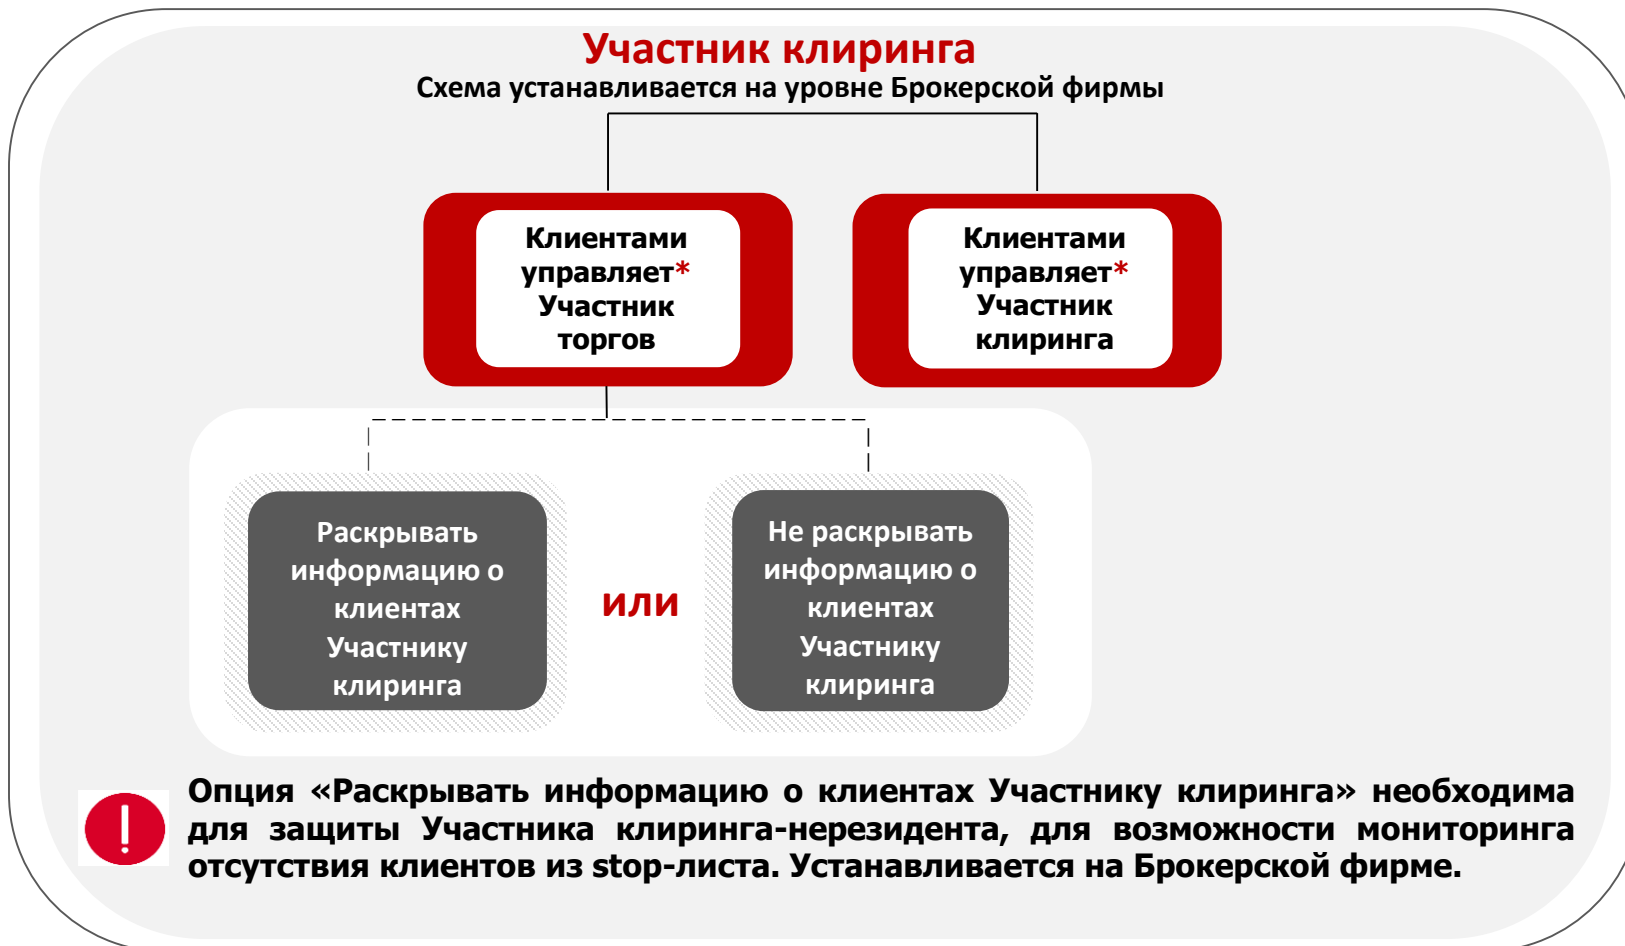 Участник клиринга
Схема устанавливается на уровне Брокерской фирмы
Клиентами
управляет*
Участник
торгов
Клиентами
управляет*
Участник
клиринга
Раскрывать
информацию о
клиентах
Участнику
клиринга
или
Не раскрывать
информацию о
клиентах
Участнику
клиринга
Опция «Раскрывать информацию о клиентах Участнику клиринга» необходима
для защиты Участника клиринга-нерезидента, для возможности мониторинга
отсутствия клиентов из stop-листа. Устанавливается на Брокерской фирме.